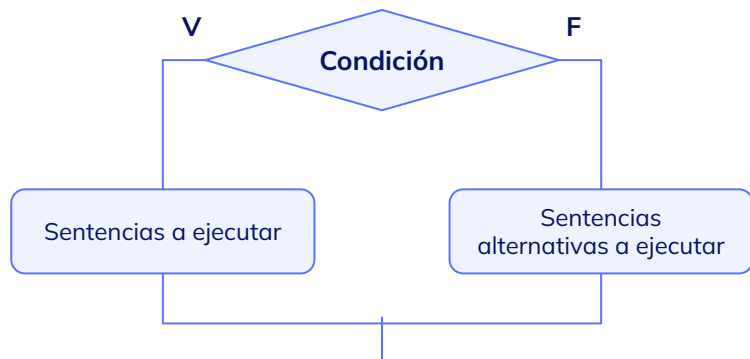 V
F
Condición
Sentencias a ejecutar
Sentencias
alternativas a ejecutar